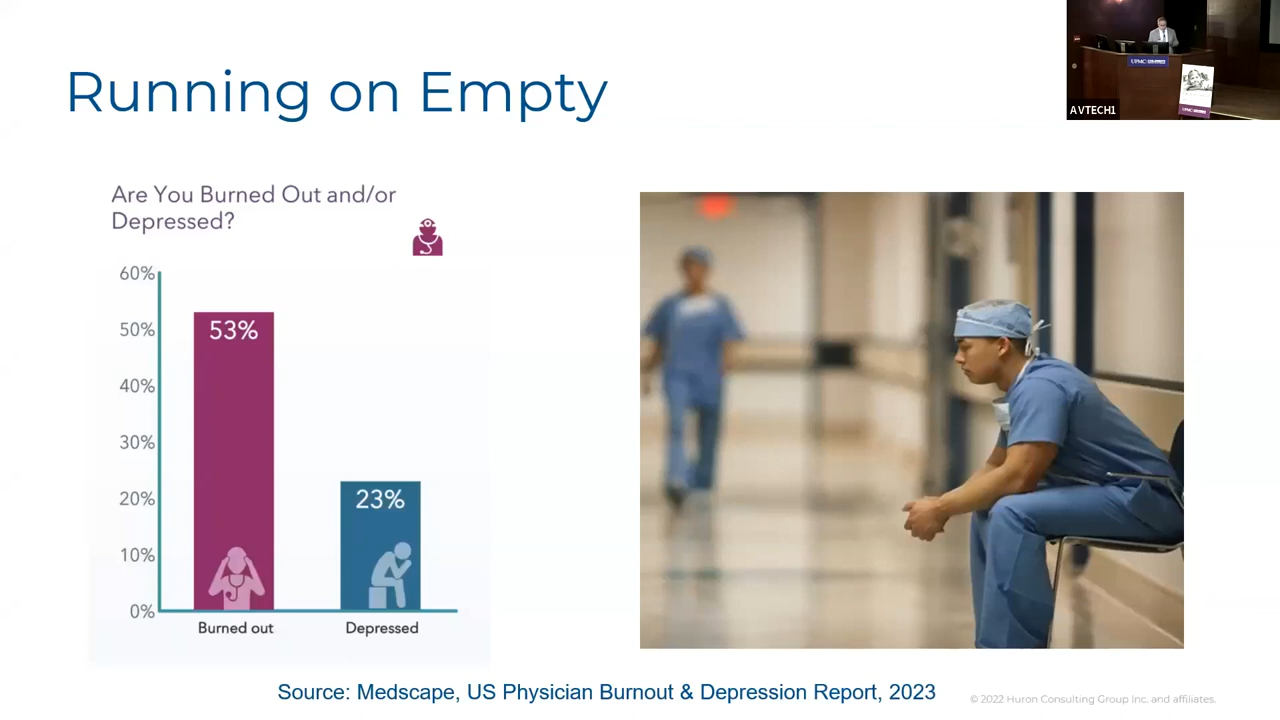 Running on Empty
AVTECH1
UPMC
UPMC
Are You Burned Out and/or
Depressed?
60%
50%
40%
30%
20%
10%
0%
53%
23%
Burned out
Depressed
Source: Medscape, US Physician Burnout & Depression Report, 2023
© 2022 Huron Consulting Group Inc. and affiliates.